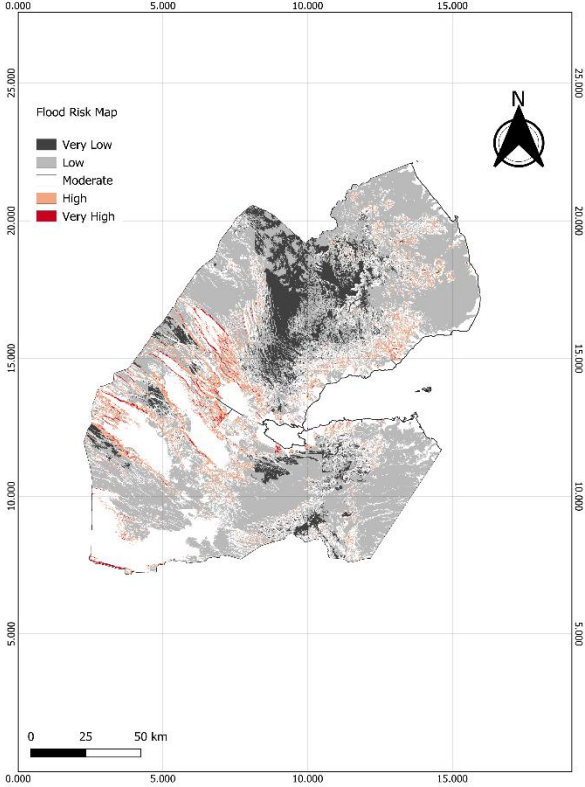 0.000 5.000 10.000 15.000
25.000 25.000
Flood Risk Map
N
Very Low
Low
Moderate
High
Very High
20.000 20.000
15.000 15.000
10.000 10.000
5.000 5.000
0 25 50 km
0.000 5.000 10.000 15.000